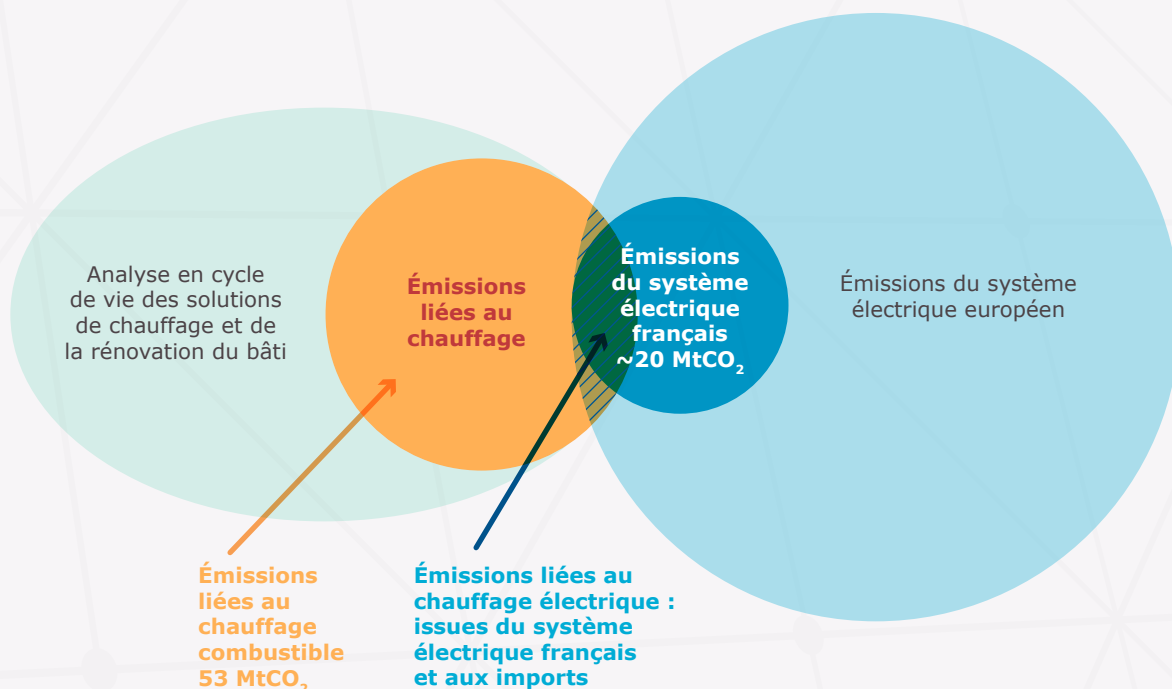 Analyse en cycle
de vie des solutions
de chauffage et de
la rénovation du bâti
Émissions
liées au
chauffage
Émissions
du système
électrique
français
~20 MtCO₂
Émissions du système
électrique européen
Émissions
liées au
chauffage
combustible
53 MtCO₂
Émissions liées au
chauffage électrique :
issues du système
électrique français
et aux imports